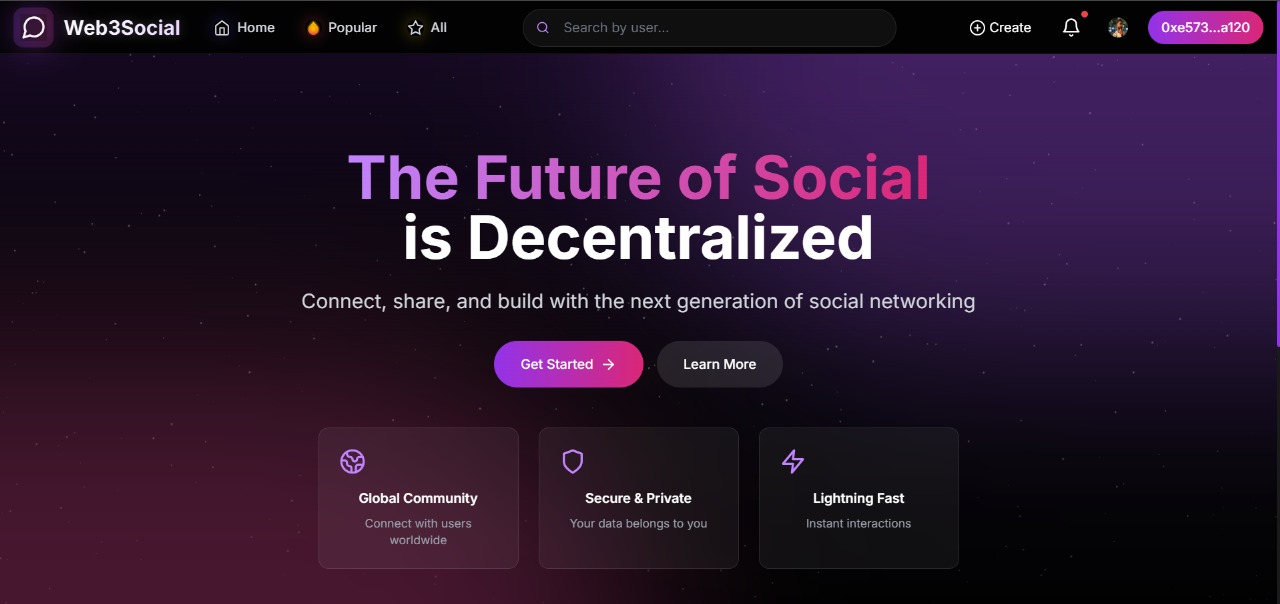 Web3Social
Home
Popular
All
Search by user...
Create
0xe573...a120
The Future of Social
is Decentralized
Connect, share, and build with the next generation of social networking
Get Started
Learn More
Global Community
Connect with users
worldwide
Secure & Private
Your data belongs to you
Lightning Fast
Instant interactions